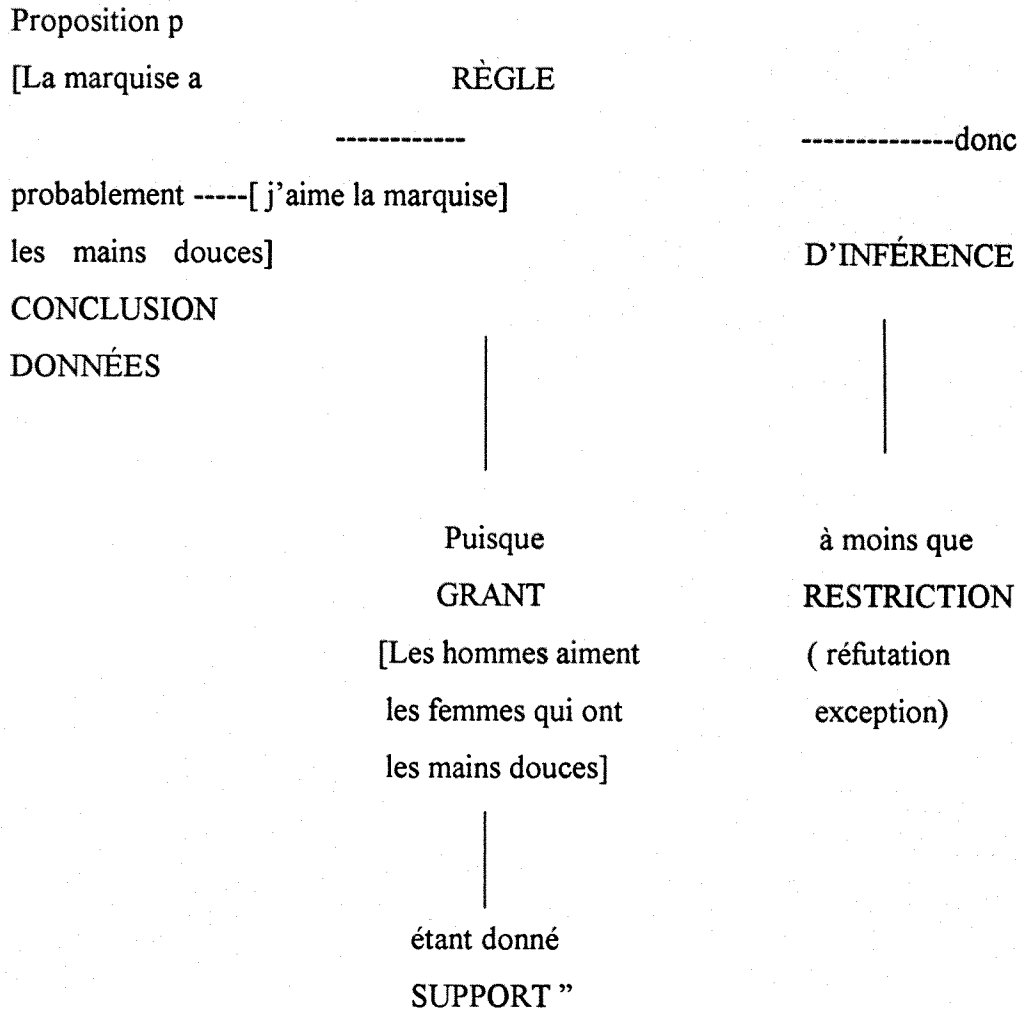 Proposition p
[La marquise a RÈGLE
------------ --------------donc
probablement -----[ j’aime la marquise]
les mains douces] D’INFÉRENCE
CONCLUSION
DONNÉES
Puisque à moins que
GRANT RESTRICTION
[Les hommes aiment ( réfutation
les femmes qui ont exception)
les mains douces]
étant donné
SUPPORT ”